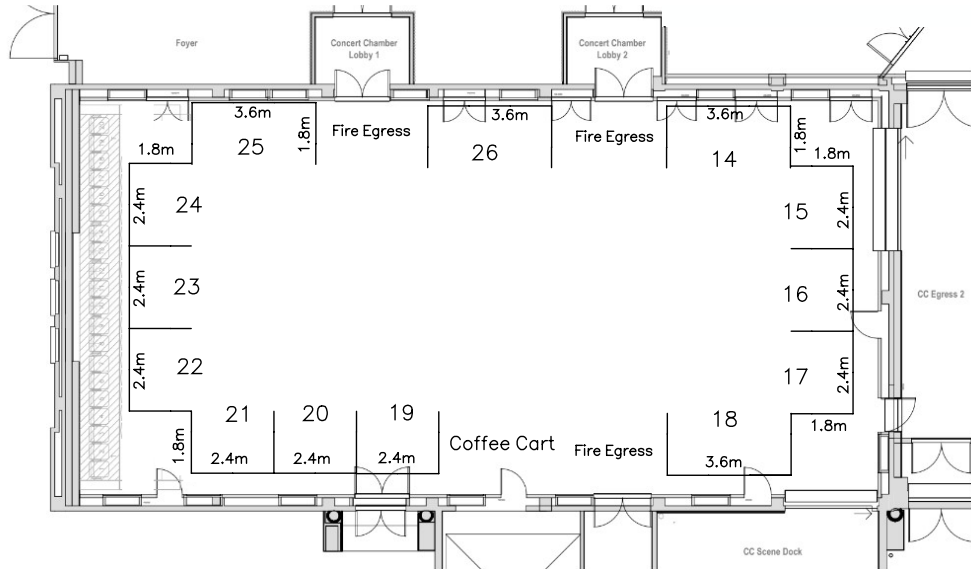 Foyer
Concert Chamber
Lobby 1
Concert Chamber
Lobby 2
3.6m
Fire Egress
3.6m
Fire Egress
3.6m
1.8m
25
1.8m
26
14
1.8m
1.8m
24
2.4m
15
2.4m
23
2.4m
16
2.4m
CC Egress 2
22
2.4m
17
2.4m
21
20
19
18
1.8m
1.8m
Coffee Cart
Fire Egress
2.4m
2.4m
2.4m
3.6m
CC Scene Dock